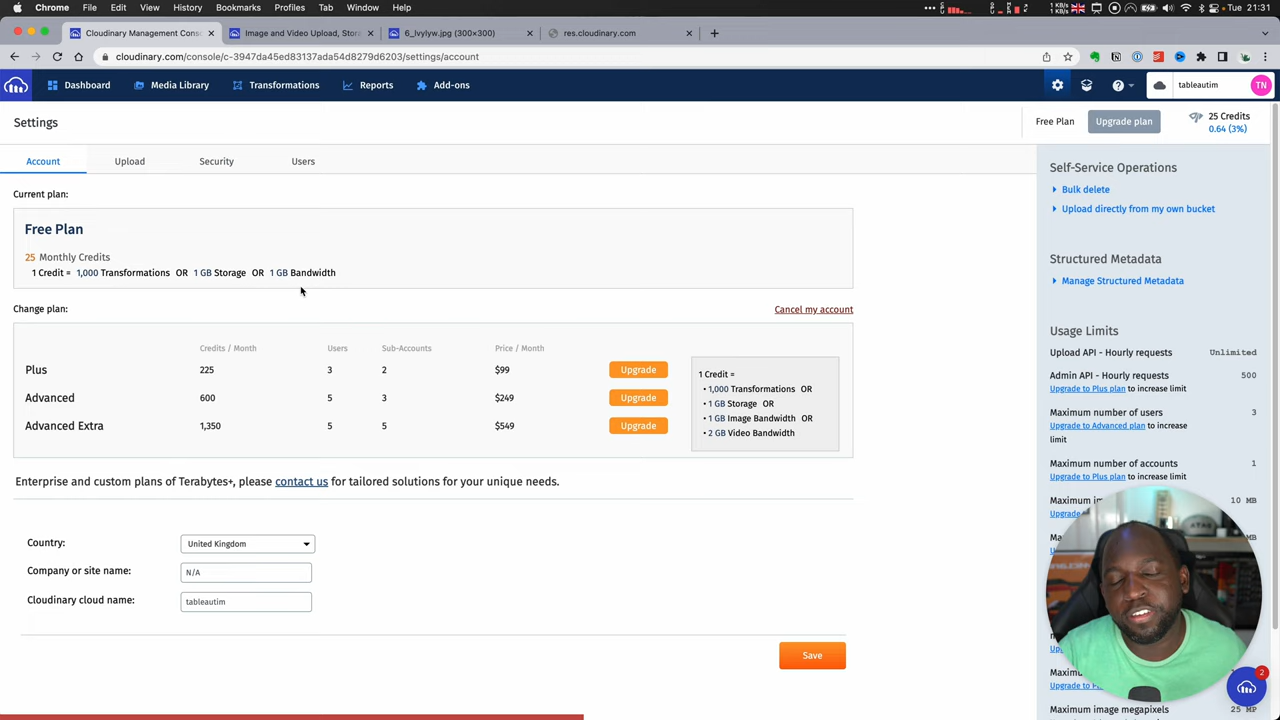 Chrome File Edit View History Bookmarks Profiles Tab Window Help
Tue 21:31
Cloudinary Management Conso
Image and Video Upload, Stora
6_lvylyw.jpg (300×300)
res.cloudinary.com
cloudinary.com/console/c-3947da45ed83137ada54d8279d6203/settings/account
Dashboard Media Library Transformations Reports Add-ons
tableautim
TN
Settings
Free Plan
Upgrade plan
25 Credits
0.64 (3%)
Account Upload Security Users
Current plan:
Free Plan
25 Monthly Credits
1 Credit = 1,000 Transformations OR 1 GB Storage OR 1 GB Bandwidth
Change plan:
Cancel my account
Credits / Month Users Sub-Accounts Price / Month
Plus 225 3 2 $99 Upgrade
Advanced 600 5 3 $249 Upgrade
Advanced Extra 1,350 5 5 $549 Upgrade
1 Credit =
• 1,000 Transformations OR
• 1 GB Storage OR
• 1 GB Image Bandwidth OR
• 2 GB Video Bandwidth
Enterprise and custom plans of Terabytes+, please contact us for tailored solutions for your unique needs.
Country: United Kingdom
Company or site name: N/A
Cloudinary cloud name: tableautim
Save
Self-Service Operations
Bulk delete
Upload directly from my own bucket
Structured Metadata
Manage Structured Metadata
Usage Limits
Upload API - Hourly requests Unlimited
Admin API - Hourly requests 500
Upgrade to Plus plan to increase limit
Maximum number of users 3
Upgrade to Advanced plan to increase
limit
Maximum number of accounts 1
Upgrade to Plus plan to increase limit
10 MB
MB
Upgrade to
Maximum image megapixels 25 MP
2